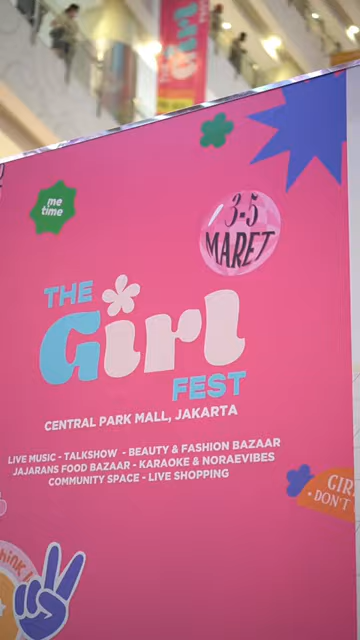 Girl
me
time
3-5
MARET
THE
Girl
FEST
CENTRAL PARK MALL, JAKARTA
LIVE MUSIC - TALKSHOW - BEAUTY & FASHION BAZAAR
JAJARANS FOOD BAZAAR - KARAOKE & NORAEVIBES
COMMUNITY SPACE - LIVE SHOPPING
DON'T